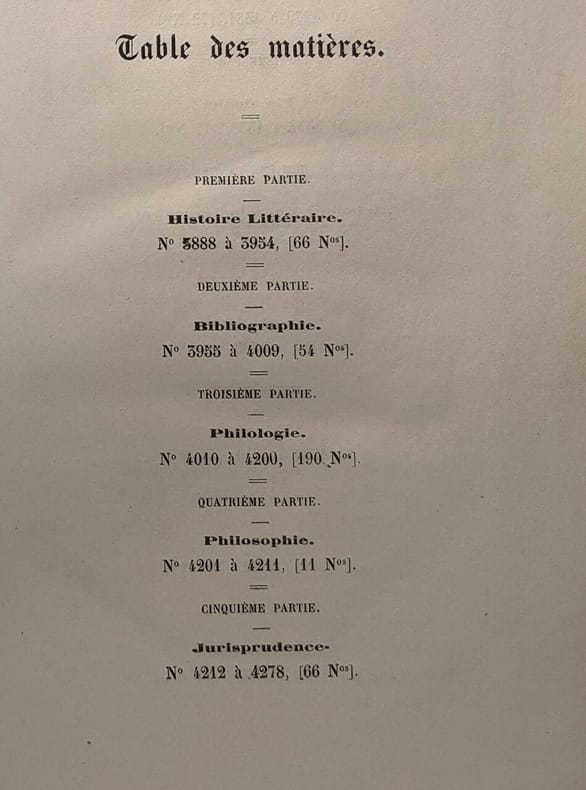 Table des matières.
PREMIÈRE PARTIE.
Histoire Littéraire.
Nº 3888 à 3954, [66 Nos].
DEUXIÈME PARTIE.
Bibliographie.
Nº 3955 à 4009, [54 Nos].
TROISIÈME PARTIE.
Philologie.
Nº 4010 à 4200, [190 Nos].
QUATRIÈME PARTIE.
Philosophie.
Nº 4201 à 4211, [11 Nos].
CINQUIÈME PARTIE.
Jurisprudence-
Nº 4212 à 4278, [66 Nos].